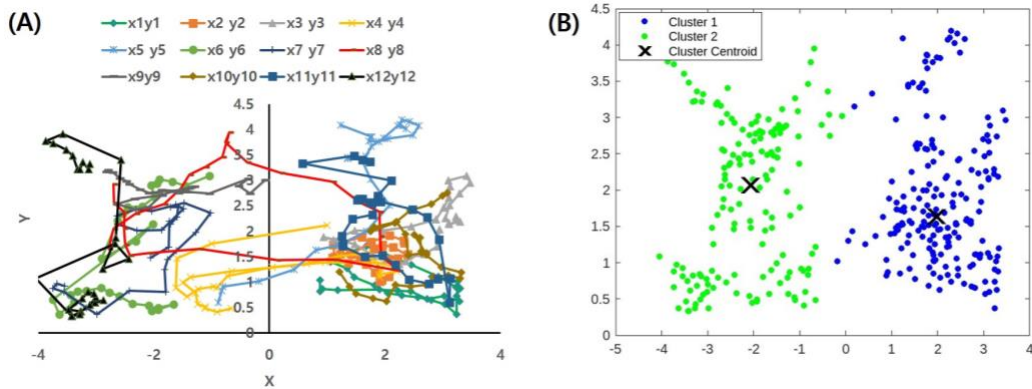 (A)
x1y1 x2 y2 x3 y3 x4 y4
x5 y5 x6 y6 x7 y7 x8 y8
x9y9 x10y10 x11y11 x12y12
4.5
4
3.5
3
2.5
2
1.5
1
0.5
0
Y
-4 -2 0 2 4
X
(B)
Cluster 1
Cluster 2
Cluster Centroid
4.5
4
3.5
3
2.5
2
1.5
1
0.5
0
-5 -4 -3 -2 -1 0 1 2 3 4